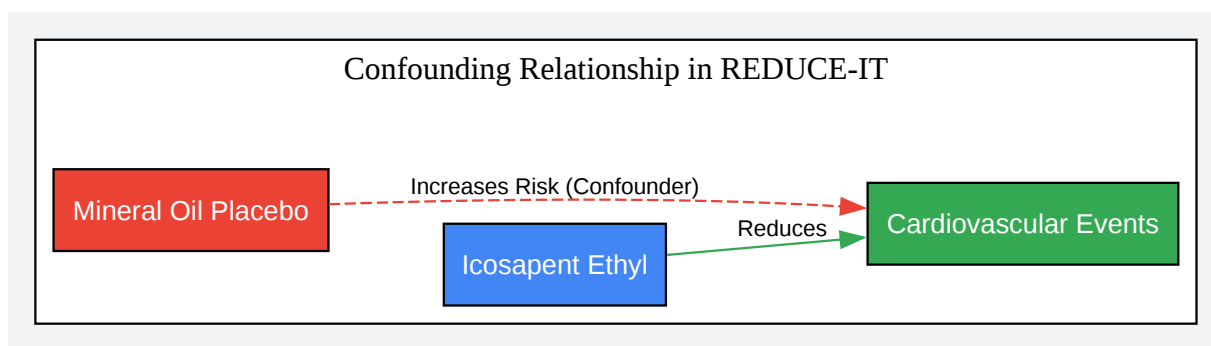 Confounding Relationship in REDUCE-IT
Mineral Oil Placebo
Increases Risk (Confounder)
Icosapent Ethyl
Reduces
Cardiovascular Events